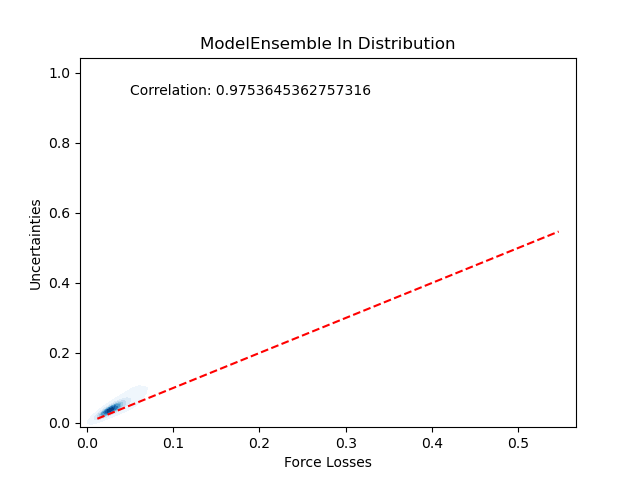 ModelEnsemble In Distribution
Correlation: 0.9753645362757316
1.0
0.8
0.6
0.4
0.2
0.0
Uncertainties
0.0 0.1 0.2 0.3 0.4 0.5
Force Losses